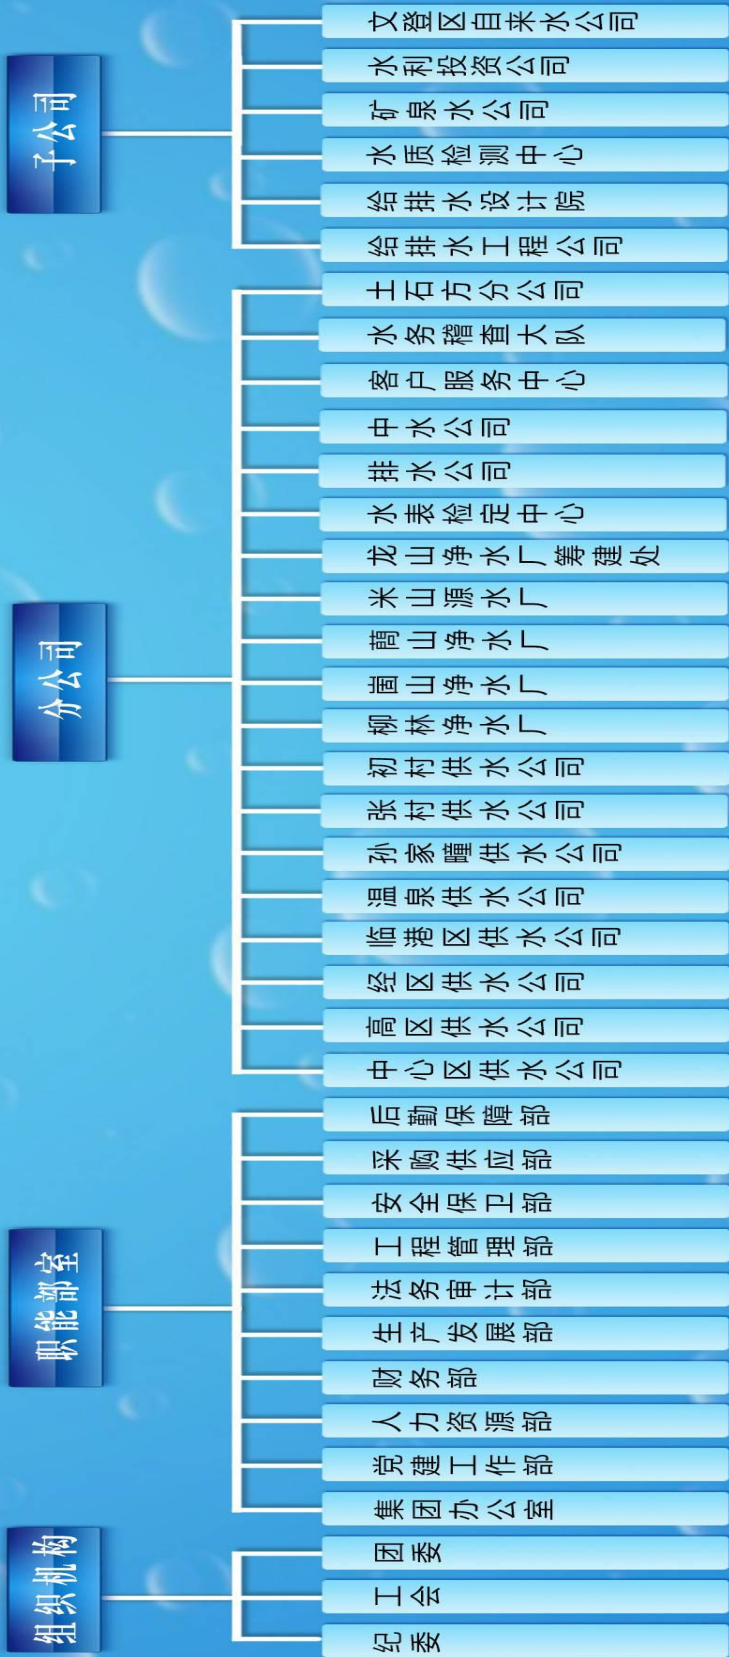 组织机构
纪委
工会
团委
职能部室
集团办公室
党建工作部
人力资源部
财务部
生产发展部
法务审计部
工程管理部
安全保卫部
采购供应部
后勤保障部
分公司
中心区供水公司
高区供水公司
经区供水公司
临港区供水公司
温泉供水公司
孙家疃供水公司
张村供水公司
初村供水公司
柳林净水厂
崮山净水厂
蔄山净水厂
米山源水厂
龙山净水厂筹建处
水表检定中心
排水公司
中水公司
客户服务中心
水务稽查大队
土石方分公司
子公司
给排水工程公司
给排水设计院
水质检测中心
矿泉水公司
水利投资公司
文登区自来水公司